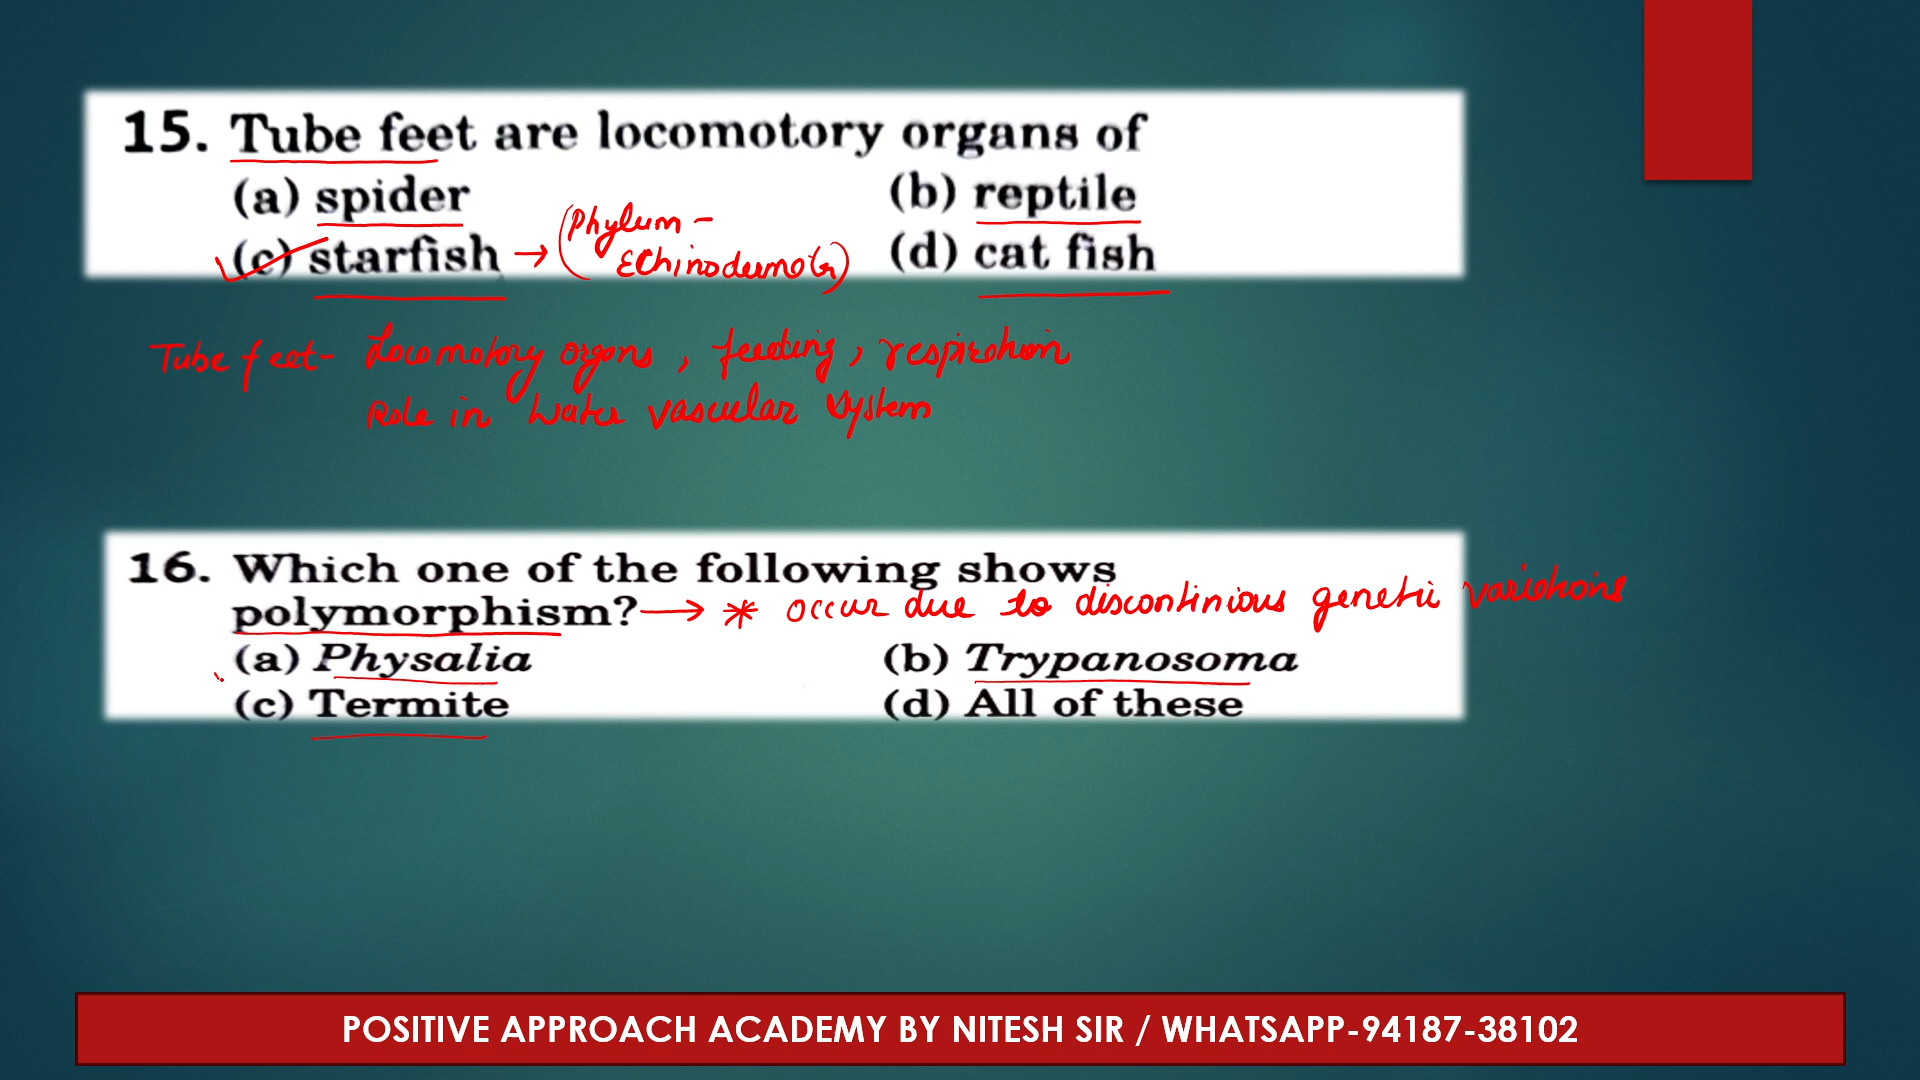 15. Tube feet are locomotory organs of
(a) spider (b) reptile
(c) starfish → (Phylum - (d) cat fish
Echinodermata)
Tube feet- Locomotory organs, feeding, respiration
Role in Water vascular system
16. Which one of the following shows
polymorphism? → * occur due to discontinious genetic variations
(a) Physalia (b) Trypanosoma
(c) Termite (d) All of these
POSITIVE APPROACH ACADEMY BY NITESH SIR / WHATSAPP-94187-38102